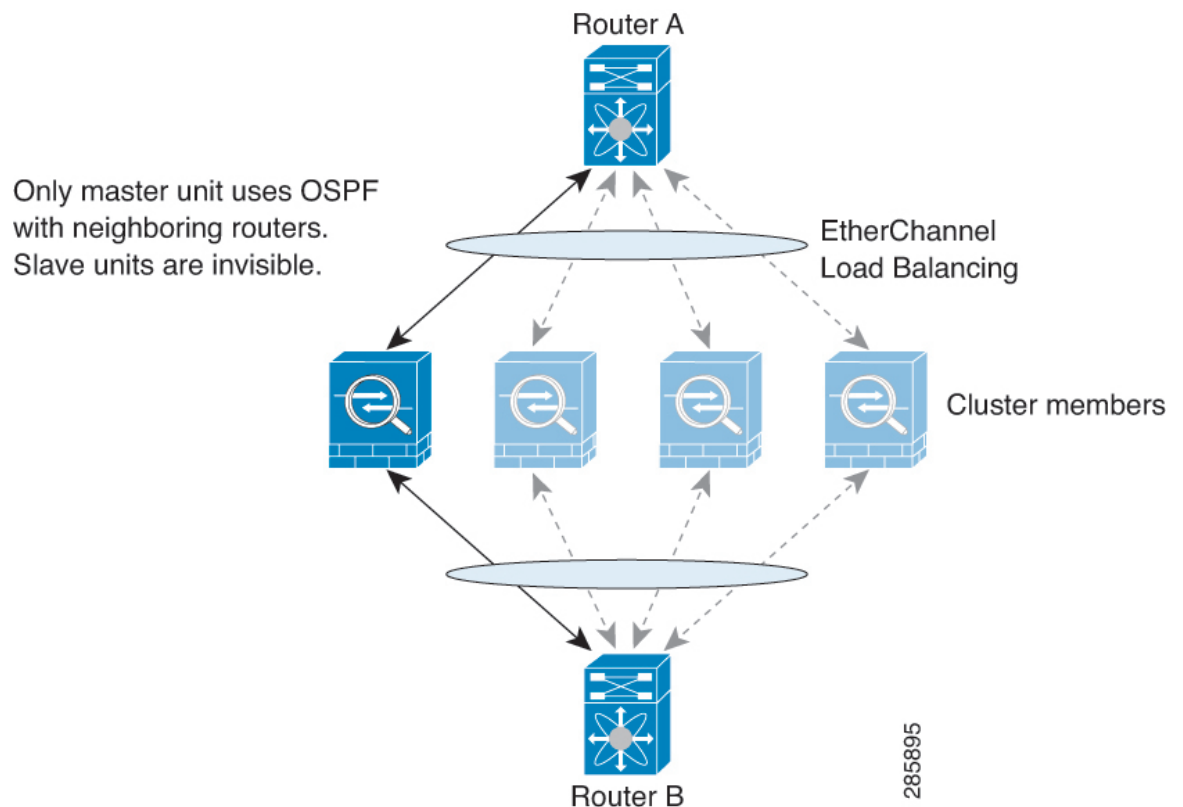 Router A
Only master unit uses OSPF
with neighboring routers.
Slave units are invisible.
EtherChannel
Load Balancing
Cluster members
Router B
285895